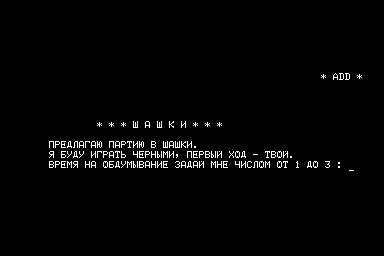 * ADD *
* * * Ш А Ш К И * * *
ПРЕДЛАГАЮ ПАРТИЮ В ШАШКИ.
Я БУДУ ИГРАТЬ ЧЕРНЫМИ, ПЕРВЫЙ ХОД - ТВОЙ.
ВРЕМЯ НА ОБДУМЫВАНИЕ ЗАДАЙ МНЕ ЧИСЛОМ ОТ 1 ДО 3 : _